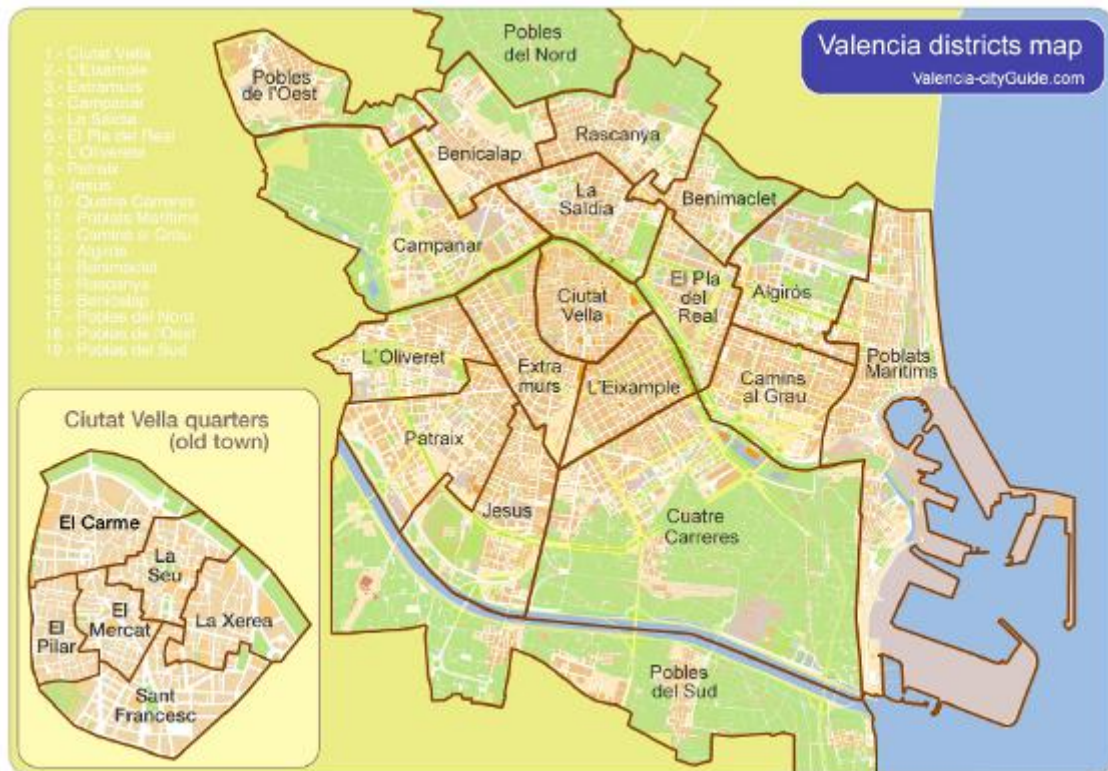 Valencia districts map
Valencia-cityGuide.com
1.- Ciutat Vella
2.- L'Eixample
3.- Extramurs
4.- Campanar
5.- La Saïdia
6.- El Pla del Real
7.- L'Olivereta
8.- Patraix
9.- Jesus
10.- Quatre Carreres
11.- Poblats Marítims
12.- Camins al Grau
13.- Algirós
14.- Benimaclet
15.- Rascanya
16.- Benicalap
17.- Pobles del Nord
18.- Pobles de l'Oest
19.- Pobles del Sud
Pobles
del Nord
Pobles
de l'Oest
Rascanya
Benicalap
La
Saïdia
Benimaclet
Campanar
El Pla
del
Real
Algirós
Ciutat
Vella
L´Oliveret
Extra
murs
L'Eixample
Camins
al Grau
Poblats
Marítims
Patraix
Jesus
Cuatre
Carreres
Pobles
del Sud
Ciutat Vella quarters
(old town)
El Carme
La
Seu
El
Mercat
La Xerea
El
Pilar
Sant
Francesc